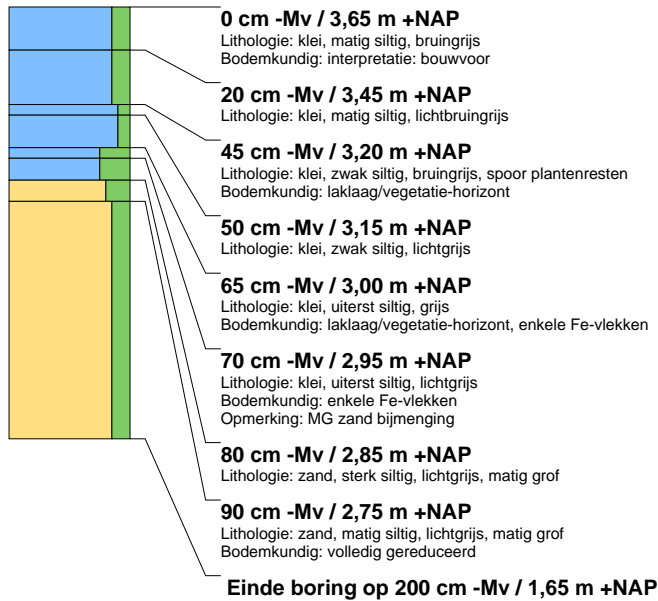 0 cm -Mv / 3,65 m +NAP
Lithologie: klei, matig siltig, bruingrijs
Bodemkundig: interpretatie: bouwvoor
20 cm -Mv / 3,45 m +NAP
Lithologie: klei, matig siltig, lichtbruingrijs
45 cm -Mv / 3,20 m +NAP
Lithologie: klei, zwak siltig, bruingrijs, spoor plantenresten
Bodemkundig: laklaag/vegetatie-horizont
50 cm -Mv / 3,15 m +NAP
Lithologie: klei, zwak siltig, lichtgrijs
65 cm -Mv / 3,00 m +NAP
Lithologie: klei, uiterst siltig, grijs
Bodemkundig: laklaag/vegetatie-horizont, enkele Fe-vlekken
70 cm -Mv / 2,95 m +NAP
Lithologie: klei, uiterst siltig, lichtgrijs
Bodemkundig: enkele Fe-vlekken
Opmerking: MG zand bijmenging
80 cm -Mv / 2,85 m +NAP
Lithologie: zand, sterk siltig, lichtgrijs, matig grof
90 cm -Mv / 2,75 m +NAP
Lithologie: zand, matig siltig, lichtgrijs, matig grof
Bodemkundig: volledig gereduceerd
Einde boring op 200 cm -Mv / 1,65 m +NAP